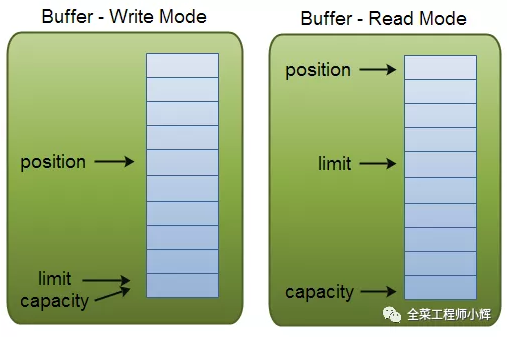 Buffer - Write Mode
position
limit
capacity
Buffer - Read Mode
position
limit
capacity
全菜工程师小辉